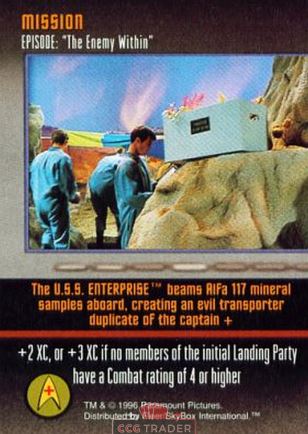 MISSION
EPISODE: "The Enemy Within"
The U.S.S. ENTERPRISE™ beams Alfa 117 mineral
samples aboard, creating an evil transporter
duplicate of the captain +
+2 XC, or +3 XC if no members of the initial Landing Party
have a Combat rating of 4 or higher
TM & © 1996 Paramount Pictures.
Distributed by Fleer SkyBox International.™
CCG TRADER